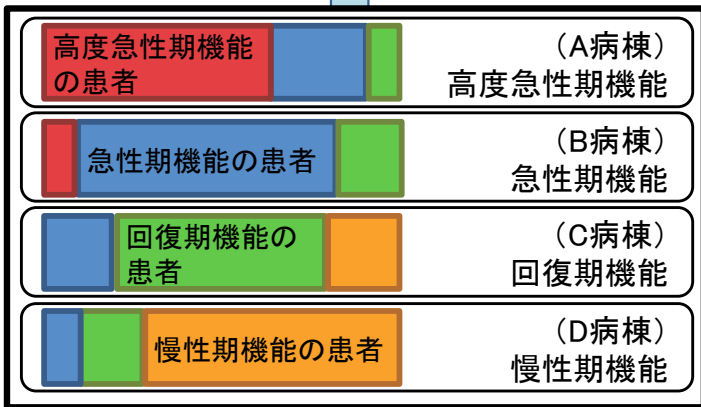 高度急性期機能
の患者
（A病棟）
高度急性期機能
急性期機能の患者
（B病棟）
急性期機能
回復期機能の
患者
（C病棟）
回復期機能
慢性期機能の患者
（D病棟）
慢性期機能